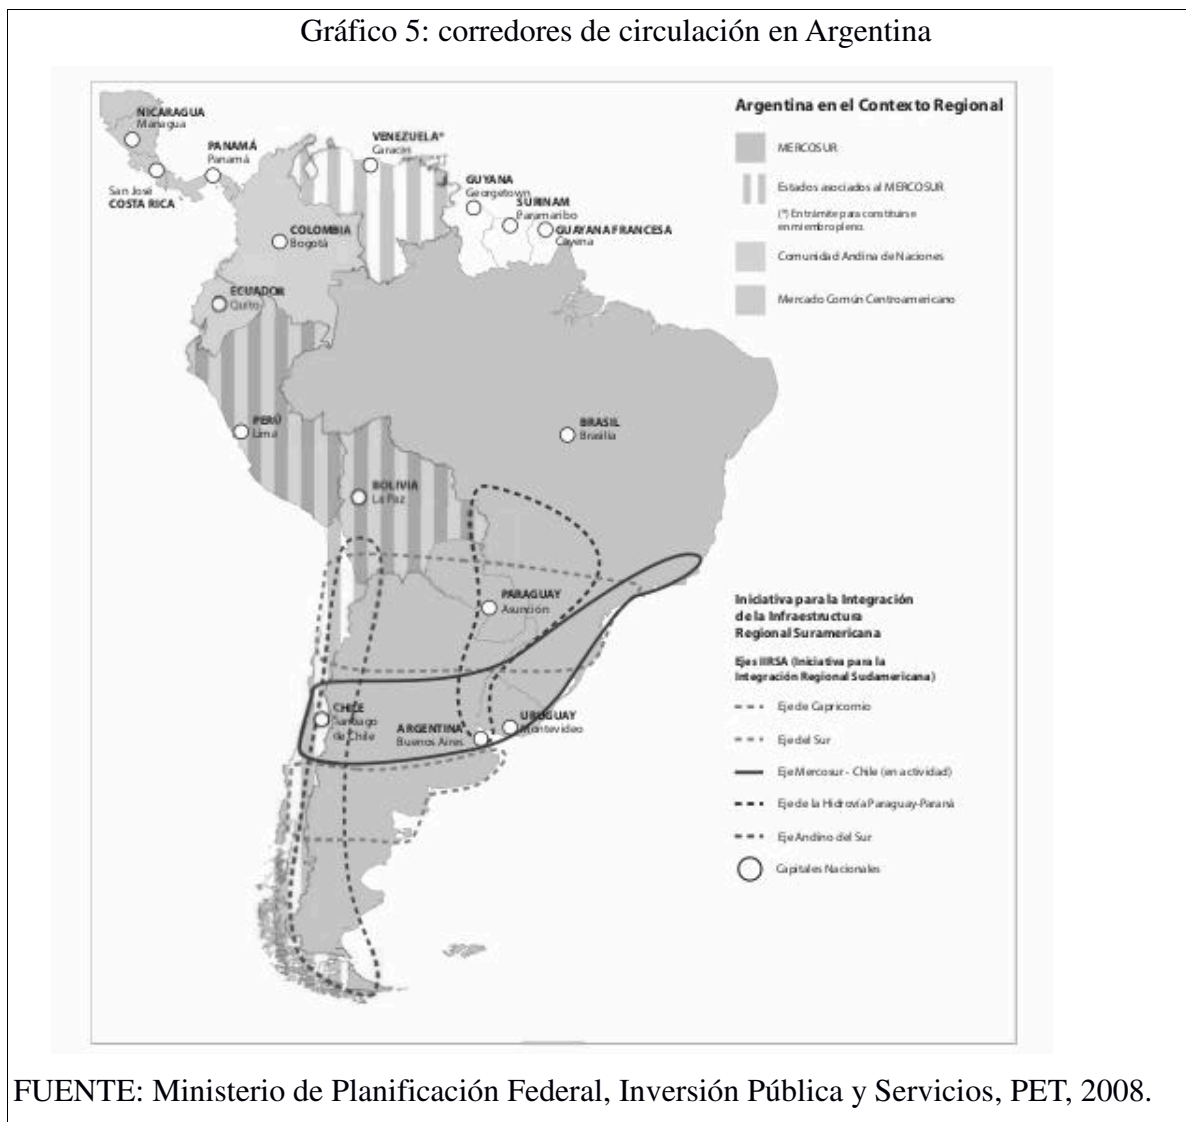 Gráfico 5: corredores de circulación en Argentina
NICARAGUA
Managua
PANAMÁ
Panamá
San José
COSTA RICA
VENEZUELA*
Caracas
GUYANA
Georgetown
SURINAM
Paramaribo
GUAYANA FRANCESA
Cayena
COLOMBIA
Bogotá
ECUADOR
Quito
PERÚ
Lima
BRASIL
Brasilia
BOLIVIA
La Paz
PARAGUAY
Asunción
CHILE
Santiago
de Chile
ARGENTINA
Buenos Aires
URUGUAY
Montevideo
Argentina en el Contexto Regional
MERCOSUR
Estados asociados al MERCOSUR
(*) En trámite para constituirse
en miembro pleno.
Comunidad Andina de Naciones
Mercado Común Centroamericano
Iniciativa para la Integración
de la Infraestructura
Regional Suramericana
Ejes IIRSA (Iniciativa para la
Integración Regional Sudamericana)
Eje de Capricornio
Eje del Sur
Eje Mercosur - Chile (en actividad)
Eje de la Hidrovía Paraguay-Paraná
Eje Andino del Sur
Capitales Nacionales
FUENTE: Ministerio de Planificación Federal, Inversión Pública y Servicios, PET, 2008.